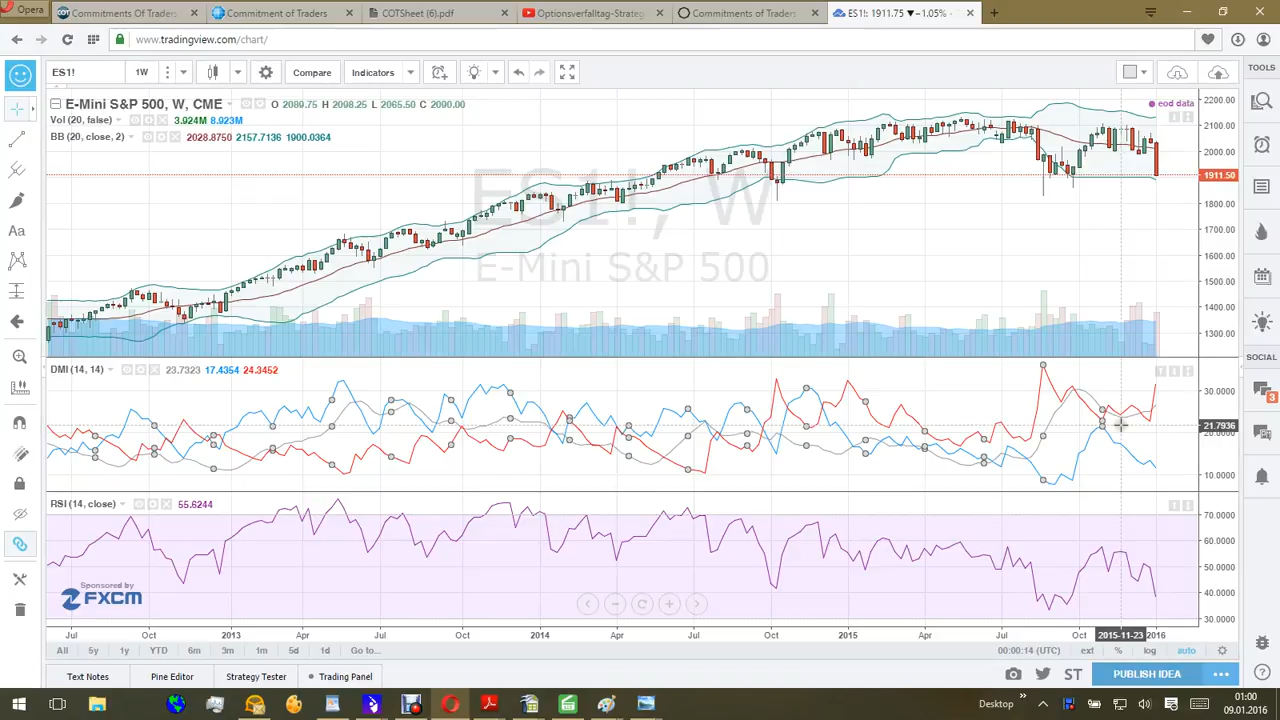 Opera
Commitments Of Traders
Commitment of Traders
COTSheet (6).pdf
Optionsverfalltag-Strateg
Commitments of Traders
ES1!: 1911.75 ▼ −1.05% -
www.tradingview.com/chart/
ES1!
1W
Compare
Indicators
TOOLS
E-Mini S&P 500, W, CME
O 2089.75 H 2098.25 L 2065.50 C 2090.00
eod data
Vol (20, false)
3.924M 8.923M
BB (20, close, 2)
2028.8750 2157.7136 1900.0364
ES1!, W
E-Mini S&P 500
2200.00
2100.00
2000.00
1911.50
1800.00
1700.00
1600.00
1500.00
1400.00
1300.00
SOCIAL
DMI (14, 14)
23.7323 17.4354 24.3452
30.0000
21.7936
20.0000
10.0000
3
RSI (14, close)
55.6244
70.0000
60.0000
50.0000
40.0000
30.0000
Sponsored by
FXCM
Jul Oct 2013 Apr Jul Oct 2014 Apr Jul Oct 2015 Apr Jul Oct 2015-11-23 2016
All 5y 1y YTD 6m 3m 1m 5d 1d Go to...
00:00:14 (UTC) ext % log auto
Text Notes
Pine Editor
Strategy Tester
Trading Panel
ST
PUBLISH IDEA
Desktop
01:00
09.01.2016